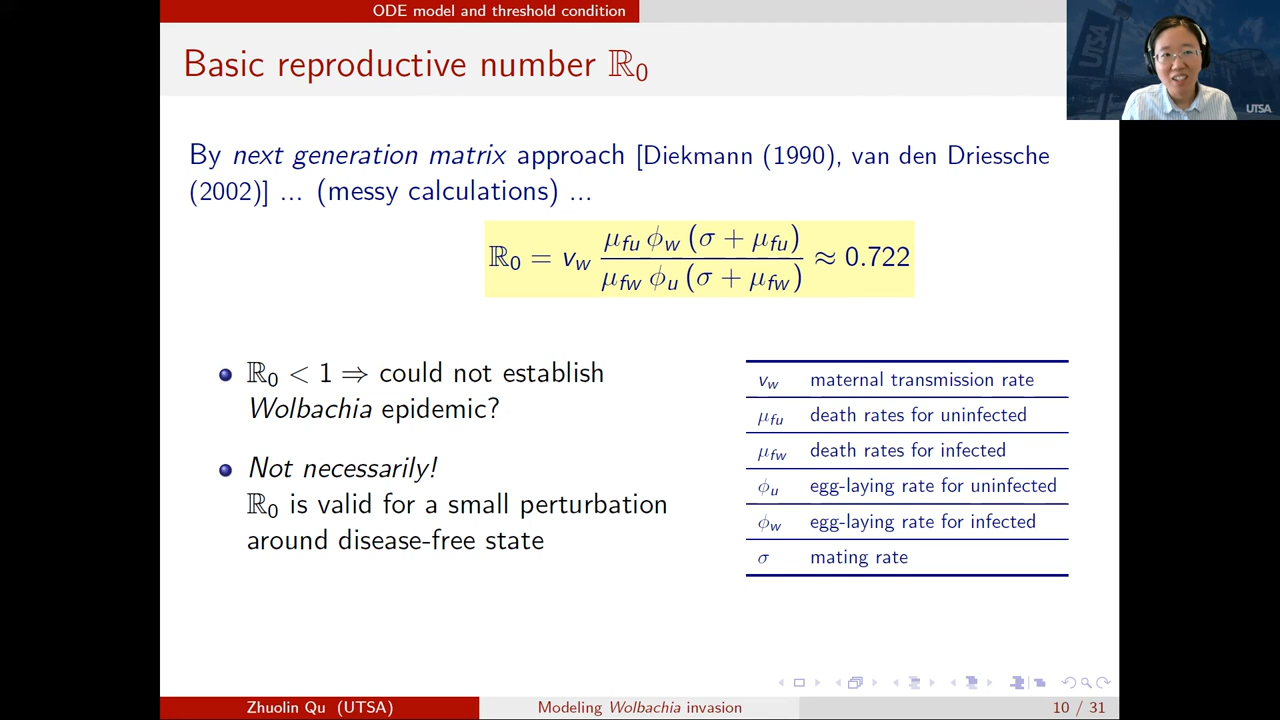 ODE model and threshold condition
Basic reproductive number ℝ₀
By next generation matrix approach [Diekmann (1990), van den Driessche
(2002)] ... (messy calculations) ...
ℝ₀ = v_w μ_fu ϕ_w (σ + μ_fu) / μ_fw ϕ_u (σ + μ_fw) ≈ 0.722
ℝ₀ < 1 ⇒ could not establish
Wolbachia epidemic?
Not necessarily!
ℝ₀ is valid for a small perturbation
around disease-free state
v_w maternal transmission rate
μ_fu death rates for uninfected
μ_fw death rates for infected
ϕ_u egg-laying rate for uninfected
ϕ_w egg-laying rate for infected
σ mating rate
Zhuolin Qu (UTSA) Modeling Wolbachia invasion 10 / 31
UTSA
UTSA